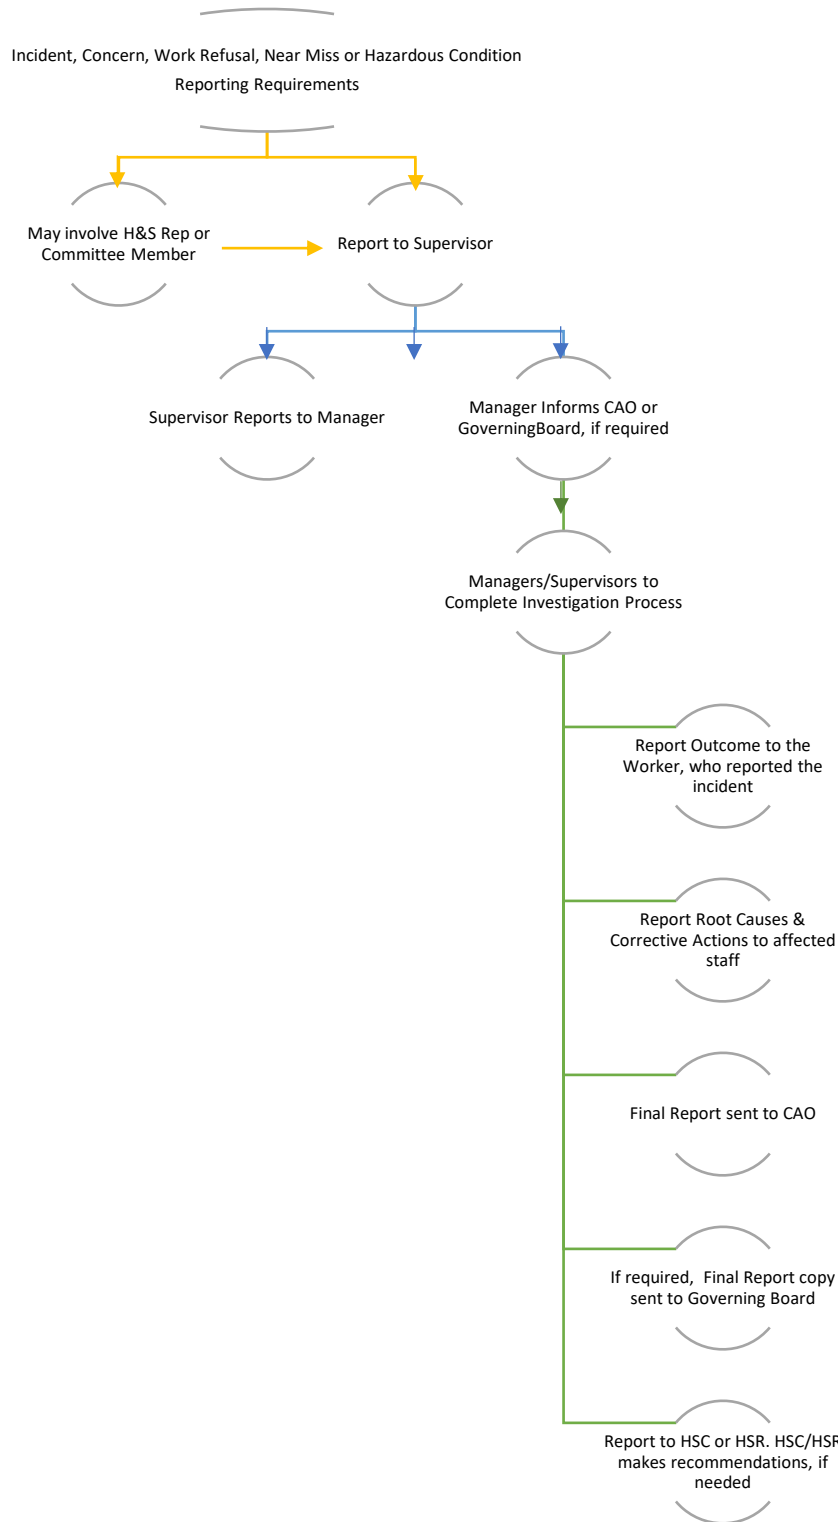 Incident, Concern, Work Refusal, Near Miss or Hazardous Condition
Reporting Requirements
May involve H&S Rep or
Committee Member
Report to Supervisor
Supervisor Reports to Manager
Manager Informs CAO or
GoverningBoard, if required
Managers/Supervisors to
Complete Investigation Process
Report Outcome to the
Worker, who reported the
incident
Report Root Causes &
Corrective Actions to affected
staff
Final Report sent to CAO
If required, Final Report copy
sent to Governing Board
Report to HSC or HSR. HSC/HSR
makes recommendations, if
needed